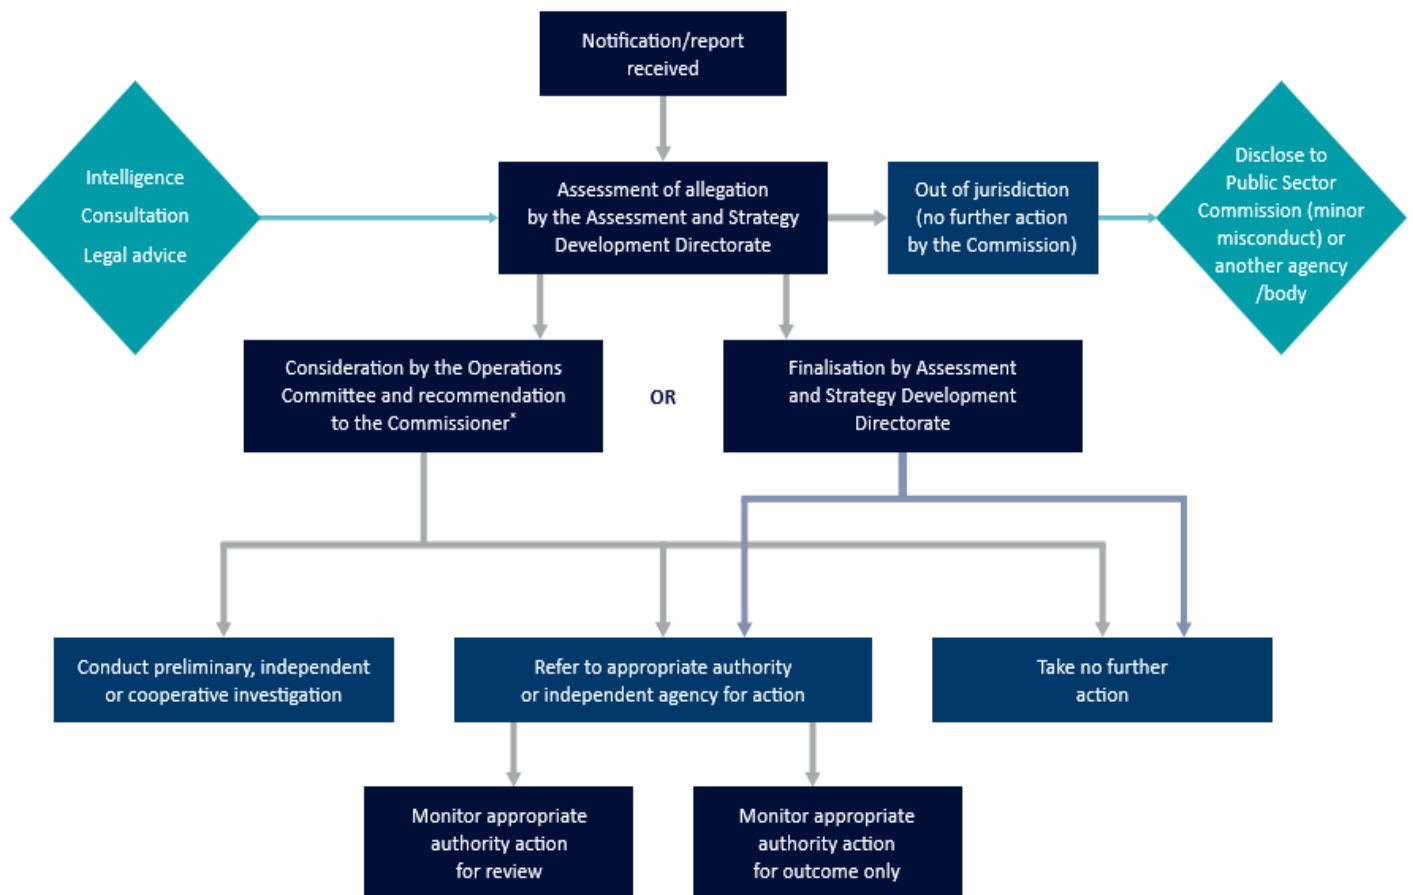 Notification/report
received
Intelligence
Consultation
Legal advice
Assessment of allegation
by the Assessment and Strategy
Development Directorate
Out of jurisdiction
(no further action
by the Commission)
Disclose to
Public Sector
Commission (minor
misconduct) or
another agency
/body
Consideration by the Operations
Committee and recommendation
to the Commissioner*
OR
Finalisation by Assessment
and Strategy Development
Directorate
Conduct preliminary, independent
or cooperative investigation
Refer to appropriate authority
or independent agency for action
Take no further
action
Monitor appropriate
authority action
for review
Monitor appropriate
authority action
for outcome only